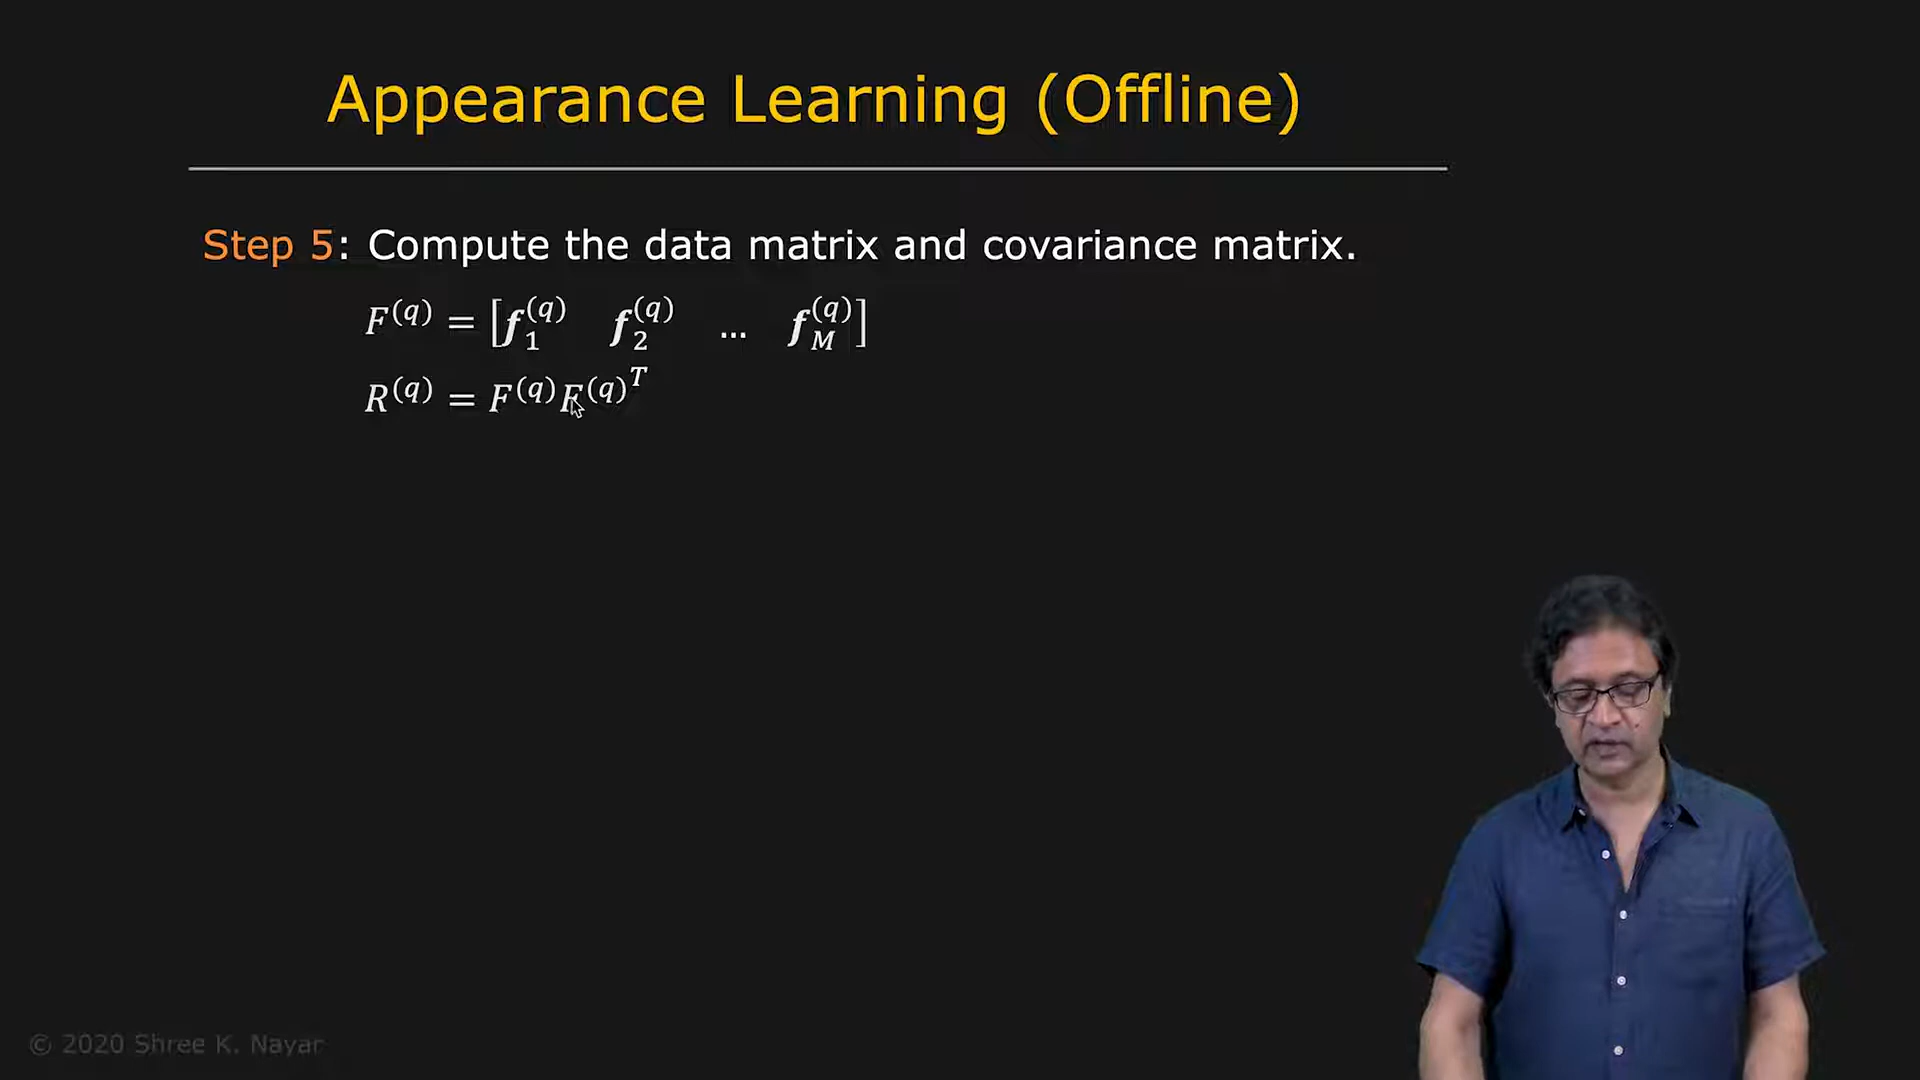 Appearance Learning (Offline)
Step 5: Compute the data matrix and covariance matrix.
F^(q) = [f_1^(q) f_2^(q) ... f_M^(q)]
R^(q) = F^(q) F^(q)^T
© 2020 Shree K. Nayar